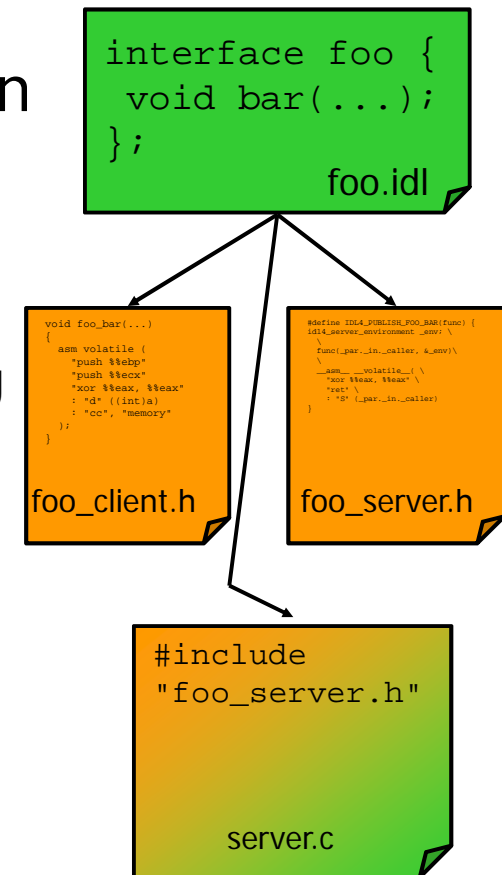 interface foo {
void bar(...);
};
foo.idl
void foo_bar(...)
{
asm volatile (
"push %%ebp"
"push %%ecx"
"xor %%eax, %%eax"
: "d" ((int)a)
: "cc", "memory"
);
}
foo_client.h
#define IDL4_PUBLISH_FOO_BAR(func) {
idl4_server_environment _env; \
\
func(_par._in._caller, &_env)\
\
__asm__ __volatile__( \
"xor %%eax, %%eax" \
"ret" \
: "S" (_par._in._caller)
}
foo_server.h
#include
"foo_server.h"
server.c